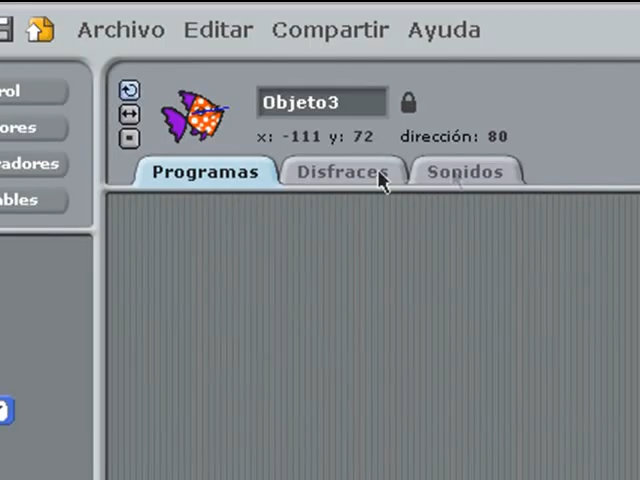 Archivo Editar Compartir Ayuda
rol
ores
radores
ables
Objeto3
x: -111 y: 72 dirección: 80
Programas Disfraces Sonidos